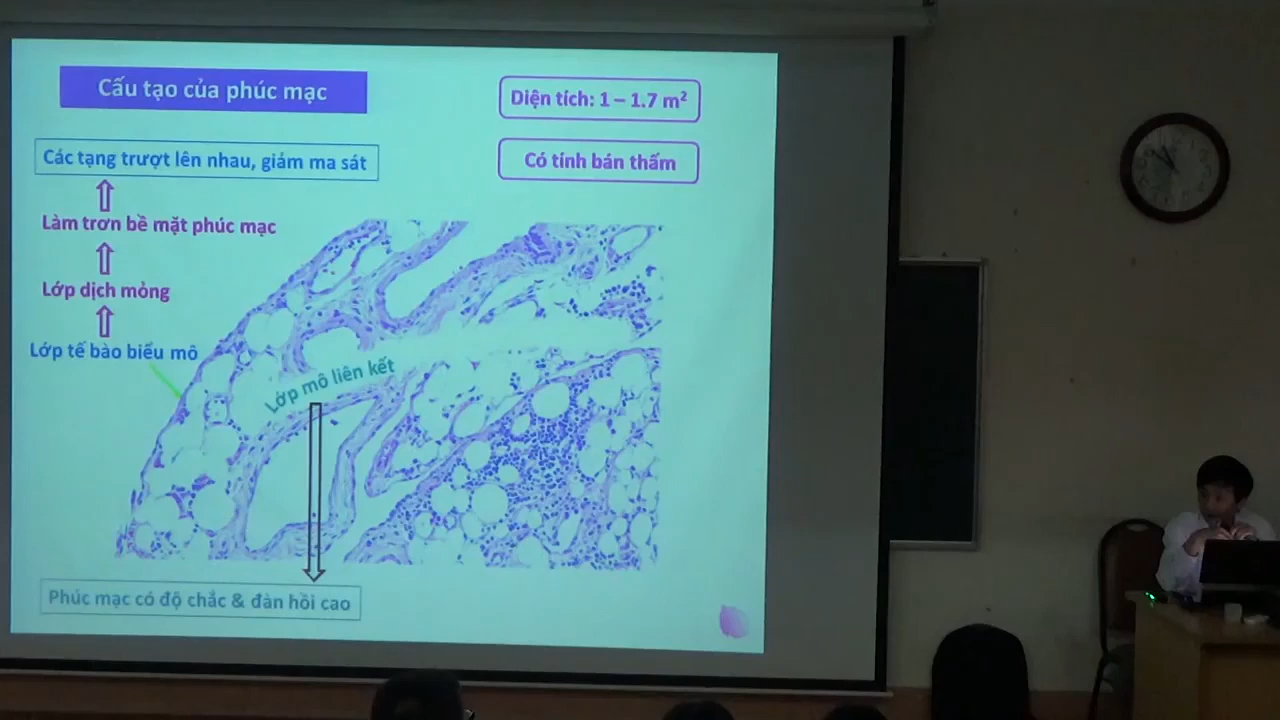 Cấu tạo của phúc mạc
Diện tích: 1 – 1.7 m²
Các tạng trượt lên nhau, giảm ma sát
Có tính bán thấm
Làm trơn bề mặt phúc mạc
Lớp dịch mỏng
Lớp tế bào biểu mô
Lớp mô liên kết
Phúc mạc có độ chắc & đàn hồi cao